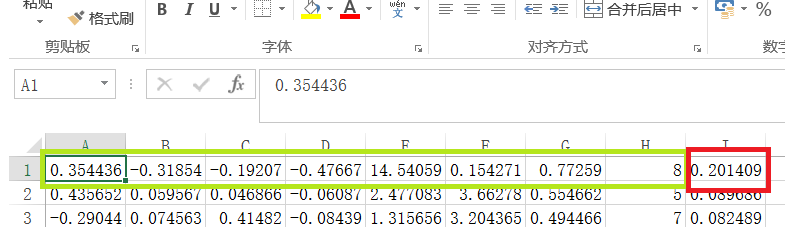 粘贴 格式刷 B I U A wén 文 合并后居中 %
剪贴板 字体 对齐方式 数字
A1 fx 0.354436
A B C D E F G H I
1 0.354436 -0.31854 -0.19207 -0.47667 14.54059 0.154271 0.77259 8 0.201409
2 0.435652 0.059567 0.046866 -0.06087 2.477083 3.66278 0.554662 5 0.089686
3 -0.29044 0.074563 0.41482 -0.08439 1.315656 3.204365 0.494466 7 0.082489